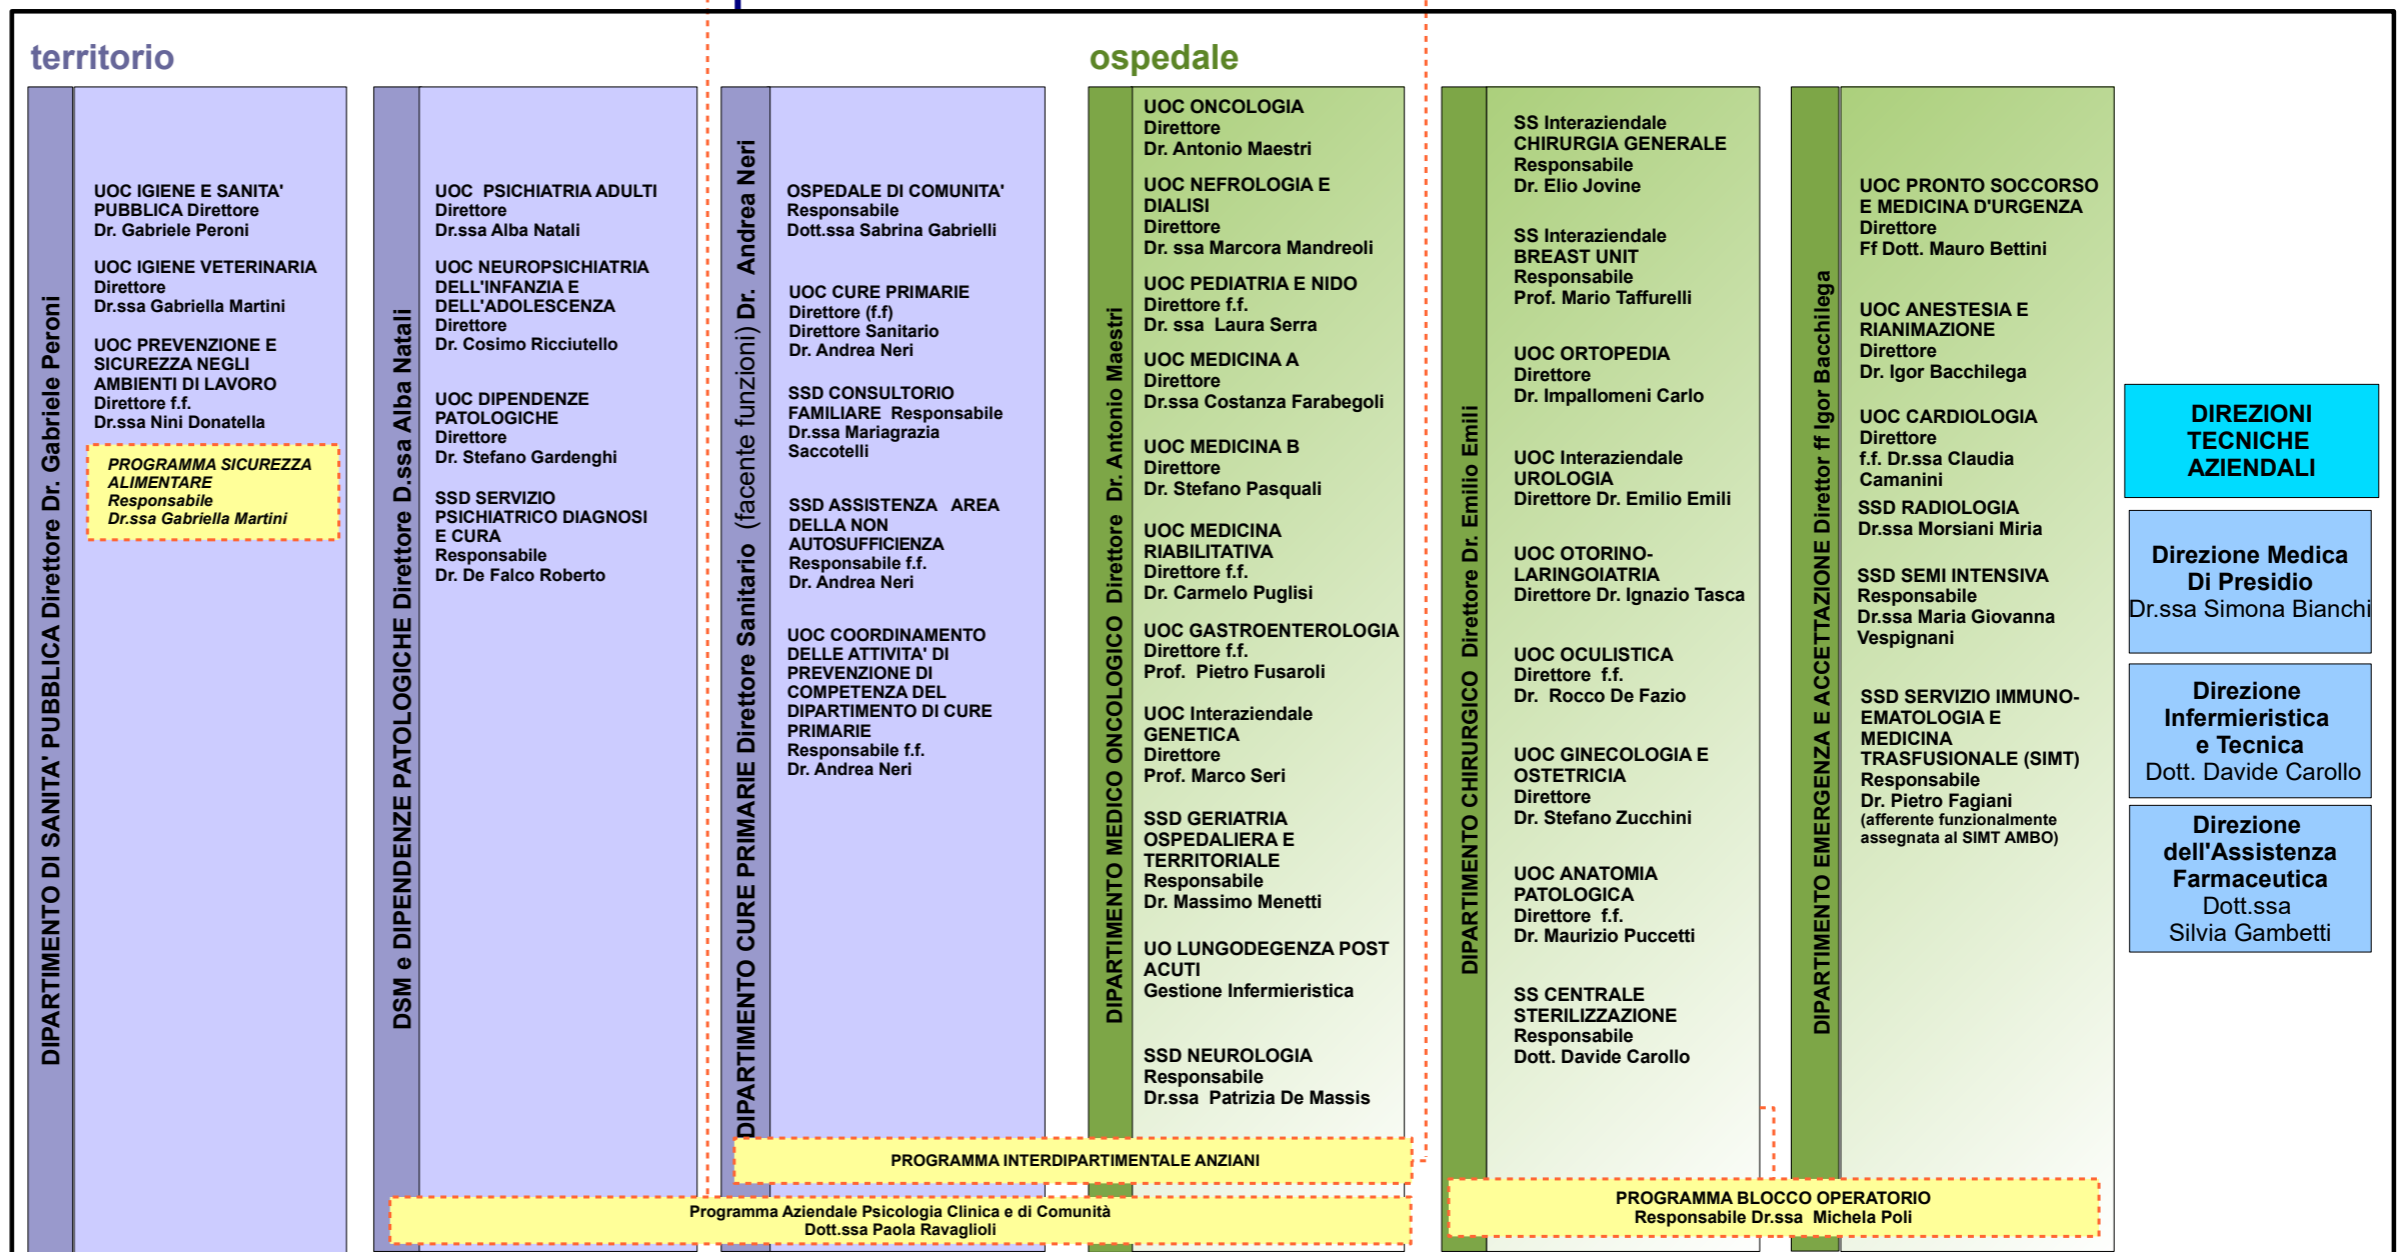 territorio
DIPARTIMENTO DI SANITA' PUBBLICA Direttore Dr. Gabriele Peroni
UOC IGIENE E SANITA'
PUBBLICA Direttore
Dr. Gabriele Peroni
UOC IGIENE VETERINARIA
Direttore
Dr.ssa Gabriella Martini
UOC PREVENZIONE E
SICUREZZA NEGLI
AMBIENTI DI LAVORO
Direttore f.f.
Dr.ssa Nini Donatella
PROGRAMMA SICUREZZA
ALIMENTARE
Responsabile
Dr.ssa Gabriella Martini
DSM e DIPENDENZE PATOLOGICHE Direttore D.ssa Alba Natali
UOC PSICHIATRIA ADULTI
Direttore
Dr.ssa Alba Natali
UOC NEUROPSICHIATRIA
DELL'INFANZIA E
DELL'ADOLESCENZA
Direttore
Dr. Cosimo Ricciutello
UOC DIPENDENZE
PATOLOGICHE
Direttore
Dr. Stefano Gardenghi
SSD SERVIZIO
PSICHIATRICO DIAGNOSI
E CURA
Responsabile
Dr. De Falco Roberto
DIPARTIMENTO CURE PRIMARIE Direttore Sanitario (facente funzioni) Dr. Andrea Neri
OSPEDALE DI COMUNITA'
Responsabile
Dott.ssa Sabrina Gabrielli
UOC CURE PRIMARIE
Direttore (f.f)
Direttore Sanitario
Dr. Andrea Neri
SSD CONSULTORIO
FAMILIARE Responsabile
Dr.ssa Mariagrazia
Saccotelli
SSD ASSISTENZA AREA
DELLA NON
AUTOSUFFICIENZA
Responsabile f.f.
Dr. Andrea Neri
UOC COORDINAMENTO
DELLE ATTIVITA' DI
PREVENZIONE DI
COMPETENZA DEL
DIPARTIMENTO DI CURE
PRIMARIE
Responsabile f.f.
Dr. Andrea Neri
ospedale
DIPARTIMENTO MEDICO ONCOLOGICO Direttore Dr. Antonio Maestri
UOC ONCOLOGIA
Direttore
Dr. Antonio Maestri
UOC NEFROLOGIA E
DIALISI
Direttore
Dr. ssa Marcora Mandreoli
UOC PEDIATRIA E NIDO
Direttore f.f.
Dr. ssa Laura Serra
UOC MEDICINA A
Direttore
Dr.ssa Costanza Farabegoli
UOC MEDICINA B
Direttore
Dr. Stefano Pasquali
UOC MEDICINA
RIABILITATIVA
Direttore f.f.
Dr. Carmelo Puglisi
UOC GASTROENTEROLOGIA
Direttore f.f.
Prof. Pietro Fusaroli
UOC Interaziendale
GENETICA
Direttore
Prof. Marco Seri
SSD GERIATRIA
OSPEDALIERA E
TERRITORIALE
Responsabile
Dr. Massimo Menetti
UO LUNGODEGENZA POST
ACUTI
Gestione Infermieristica
SSD NEUROLOGIA
Responsabile
Dr.ssa Patrizia De Massis
DIPARTIMENTO CHIRURGICO Direttore Dr. Emilio Emili
SS Interaziendale
CHIRURGIA GENERALE
Responsabile
Dr. Elio Jovine
SS Interaziendale
BREAST UNIT
Responsabile
Prof. Mario Taffurelli
UOC ORTOPEDIA
Direttore
Dr. Impallomeni Carlo
UOC Interaziendale
UROLOGIA
Direttore Dr. Emilio Emili
UOC OTORINO-
LARINGOIATRIA
Direttore Dr. Ignazio Tasca
UOC OCULISTICA
Direttore f.f.
Dr. Rocco De Fazio
UOC GINECOLOGIA E
OSTETRICIA
Direttore
Dr. Stefano Zucchini
UOC ANATOMIA
PATOLOGICA
Direttore f.f.
Dr. Maurizio Puccetti
SS CENTRALE
STERILIZZAZIONE
Responsabile
Dott. Davide Carollo
DIPARTIMENTO EMERGENZA E ACCETTAZIONE Direttor ff Igor Bacchilega
UOC PRONTO SOCCORSO
E MEDICINA D'URGENZA
Direttore
Ff Dott. Mauro Bettini
UOC ANESTESIA E
RIANIMAZIONE
Direttore
Dr. Igor Bacchilega
UOC CARDIOLOGIA
Direttore
f.f. Dr.ssa Claudia
Camanini
SSD RADIOLOGIA
Dr.ssa Morsiani Miria
SSD SEMI INTENSIVA
Responsabile
Dr.ssa Maria Giovanna
Vespignani
SSD SERVIZIO IMMUNO-
EMATOLOGIA E
MEDICINA
TRASFUSIONALE (SIMT)
Responsabile
Dr. Pietro Fagiani
(afferente funzionalmente
assegnata al SIMT AMBO)
DIREZIONI
TECNICHE
AZIENDALI
Direzione Medica
Di Presidio
Dr.ssa Simona Bianchi
Direzione
Infermieristica
e Tecnica
Dott. Davide Carollo
Direzione
dell'Assistenza
Farmaceutica
Dott.ssa
Silvia Gambetti
PROGRAMMA INTERDIPARTIMENTALE ANZIANI
Programma Aziendale Psicologia Clinica e di Comunità
Dott.ssa Paola Ravaglioli
PROGRAMMA BLOCCO OPERATORIO
Responsabile Dr.ssa Michela Poli